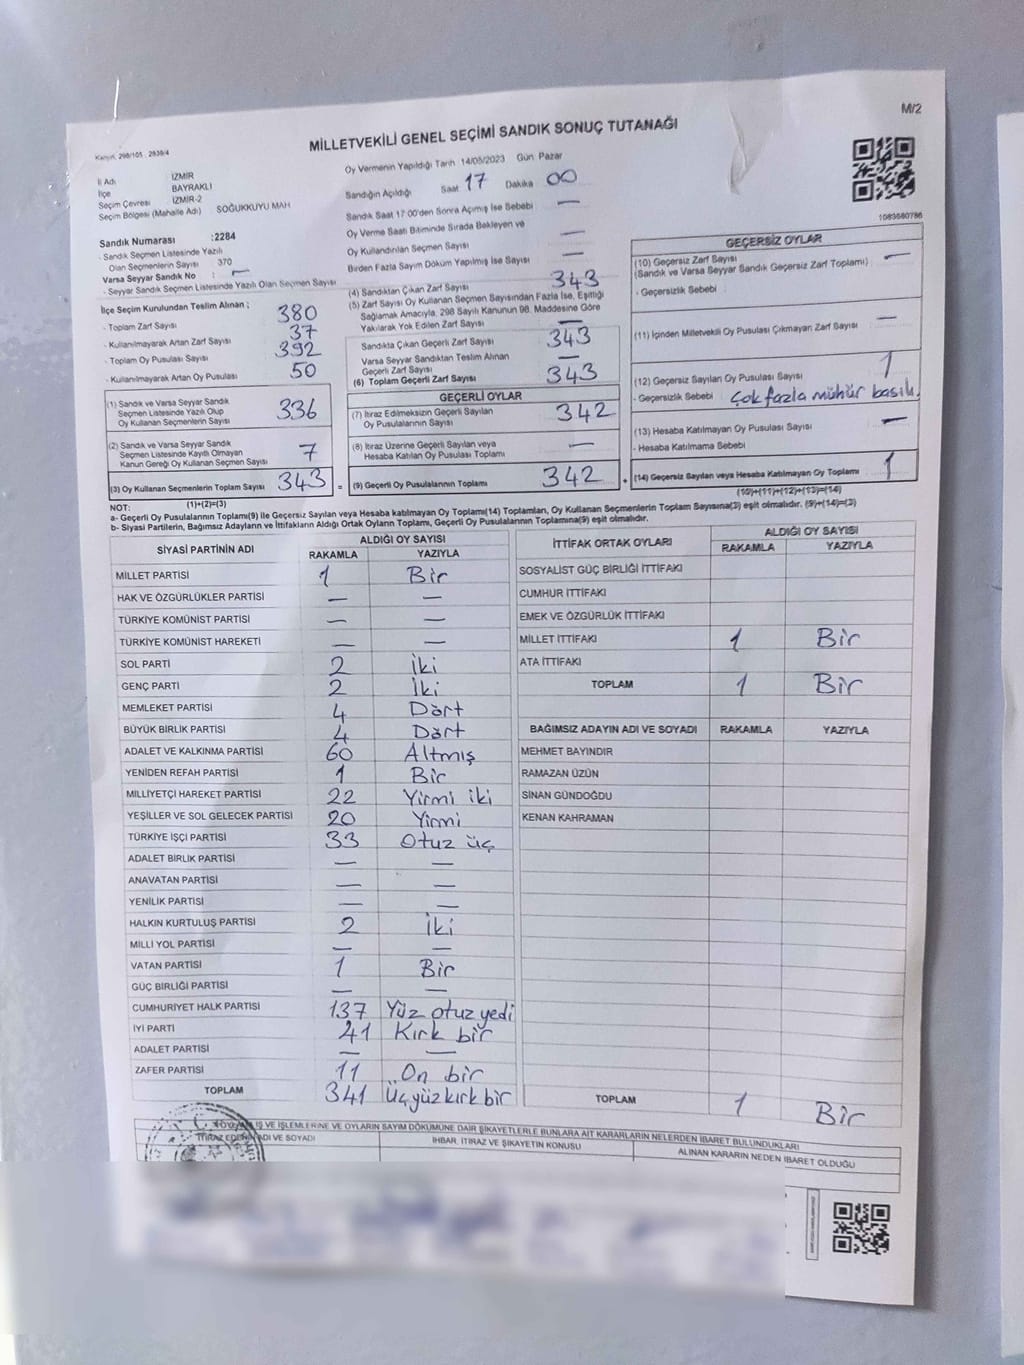 M/2
MİLLETVEKİLİ GENEL SEÇİMİ SANDIK SONUÇ TUTANAĞI
Kanun, 298/105 - 2839/4
İl Adı İZMİR
İlçe BAYRAKLI
Seçim Çevresi İZMİR-2
Seçim Bölgesi (Mahalle Adı) SOĞUKKUYU MAH
Sandık Numarası :2284
- Sandık Seçmen Listesinde Yazılı
Olan Seçmenlerin Sayısı 370
Varsa Seyyar Sandık No : —
- Seyyar Sandık Seçmen Listesinde Yazılı Olan Seçmen Sayısı
Oy Vermenin Yapıldığı Tarih 14/05/2023 Gün Pazar
Sandığın Açıldığı Saat 17 Dakika 00
Sandık Saat 17:00'den Sonra Açımış İse Sebebi —
Oy Verme Saati Bitiminde Sırada Bekleyen ve
Oy Kullandırılan Seçmen Sayısı —
Birden Fazla Sayım Döküm Yapılmış İse Sayısı —
1083580786
İlçe Seçim Kurulundan Teslim Alınan ;
- Toplam Zarf Sayısı 380
- Kullanılmayarak Artan Zarf Sayısı 37
- Toplam Oy Pusulası Sayısı 392
- Kullanılmayarak Artan Oy Pusulası 50
(1) Sandık ve Varsa Seyyar Sandık
Seçmen Listesinde Yazılı Olup
Oy Kullanan Seçmenlerin Sayısı 336
(2) Sandık ve Varsa Seyyar Sandık
Seçmen Listesinde Kayıtlı Olmayan
Kanun Gereği Oy Kullanan Seçmen Sayısı 7
(3) Oy Kullanan Seçmenlerin Toplam Sayısı 343 =
(1)+(2)=(3)
(4) Sandıktan Çıkan Zarf Sayısı 343
(5) Zarf Sayısı Oy Kullanan Seçmen Sayısından Fazla İse, Eşitliği
Sağlamak Amacıyla, 298 Sayılı Kanunun 98. Maddesine Göre
Yakılarak Yok Edilen Zarf Sayısı —
Sandıkta Çıkan Geçerli Zarf Sayısı 343
Varsa Seyyar Sandıktan Teslim Alınan
Geçerli Zarf Sayısı —
(6) Toplam Geçerli Zarf Sayısı 343
GEÇERLİ OYLAR
(7) İtiraz Edilmeksizin Geçerli Sayılan
Oy Pusulalarının Sayısı 342
(8) İtiraz Üzerine Geçerli Sayılan veya
Hesaba Katılan Oy Pusulası Toplamı —
(9) Geçerli Oy Pusulalarının Toplamı 342 +
GEÇERSİZ OYLAR
(10) Geçersiz Zarf Sayısı —
(Sandık ve Varsa Seyyar Sandık Geçersiz Zarf Toplamı)
- Geçersizlik Sebebi :
(11) İçinden Milletvekili Oy Pusulası Çıkmayan Zarf Sayısı —
(12) Geçersiz Sayılan Oy Pusulası Sayısı 1
- Geçersizlik Sebebi : Çok fazla mühür basılı.
(13) Hesaba Katılmayan Oy Pusulası Sayısı —
- Hesaba Katılmama Sebebi
(14) Geçersiz Sayılan veya Hesaba Katılmayan Oy Toplamı 1
(10)+(11)+(12)+(13)=(14)
NOT:
a- Geçerli Oy Pusulalarının Toplamı(9) ile Geçersiz Sayılan veya Hesaba katılmayan Oy Toplamı(14) Toplamları, Oy Kullanan Seçmenlerin Toplam Sayısına(3) eşit olmalıdır. (9)+(14)=(3)
b- Siyasi Partilerin, Bağımsız Adayların ve İttifakların Aldığı Ortak Oyların Toplamı, Geçerli Oy Pusulalarının Toplamına(9) eşit olmalıdır.
SİYASİ PARTİNİN ADI ALDIĞI OY SAYISI
RAKAMLA YAZIYLA
MİLLET PARTİSİ 1 Bir
HAK VE ÖZGÜRLÜKLER PARTİSİ — —
TÜRKİYE KOMÜNİST PARTİSİ — —
TÜRKİYE KOMÜNİST HAREKETİ — —
SOL PARTİ 2 İki
GENÇ PARTİ 2 İki
MEMLEKET PARTİSİ 4 Dört
BÜYÜK BİRLİK PARTİSİ 4 Dört
ADALET VE KALKINMA PARTİSİ 60 Altmış
YENİDEN REFAH PARTİSİ 1 Bir
MİLLİYETÇİ HAREKET PARTİSİ 22 Yirmi iki
YEŞİLLER VE SOL GELECEK PARTİSİ 20 Yirmi
TÜRKİYE İŞÇİ PARTİSİ 33 Otuz üç
ADALET BİRLİK PARTİSİ — —
ANAVATAN PARTİSİ — —
YENİLİK PARTİSİ — —
HALKIN KURTULUŞ PARTİSİ 2 İki
MİLLİ YOL PARTİSİ — —
VATAN PARTİSİ 1 Bir
GÜÇ BİRLİĞİ PARTİSİ — —
CUMHURİYET HALK PARTİSİ 137 Yüz otuz yedi
İYİ PARTİ 41 Kırk bir
ADALET PARTİSİ — —
ZAFER PARTİSİ 11 On bir
TOPLAM 341 Üçyüzkırk bir
İTTİFAK ORTAK OYLARI ALDIĞI OY SAYISI
RAKAMLA YAZIYLA
SOSYALİST GÜÇ BİRLİĞİ İTTİFAKI
CUMHUR İTTİFAKI
EMEK VE ÖZGÜRLÜK İTTİFAKI
MİLLET İTTİFAKI 1 Bir
ATA İTTİFAKI
TOPLAM 1 Bir
BAĞIMSIZ ADAYIN ADI VE SOYADI RAKAMLA YAZIYLA
MEHMET BAYINDIR
RAMAZAN ÜZÜN
SİNAN GÜNDOĞDU
KENAN KAHRAMAN
TOPLAM 1 Bir
İŞ VE İŞLEMLERİNE VE OYLARIN SAYIM DÖKÜMÜNE DAİR ŞİKAYETLERLE BUNLARA AİT KARARLARIN NELERDEN İBARET BULUNDUKLARI
İTİRAZ EDENİN ADI VE SOYADI İHBAR, İTİRAZ VE ŞİKAYETİN KONUSU ALINAN KARARIN NEDEN İBARET OLDUĞU